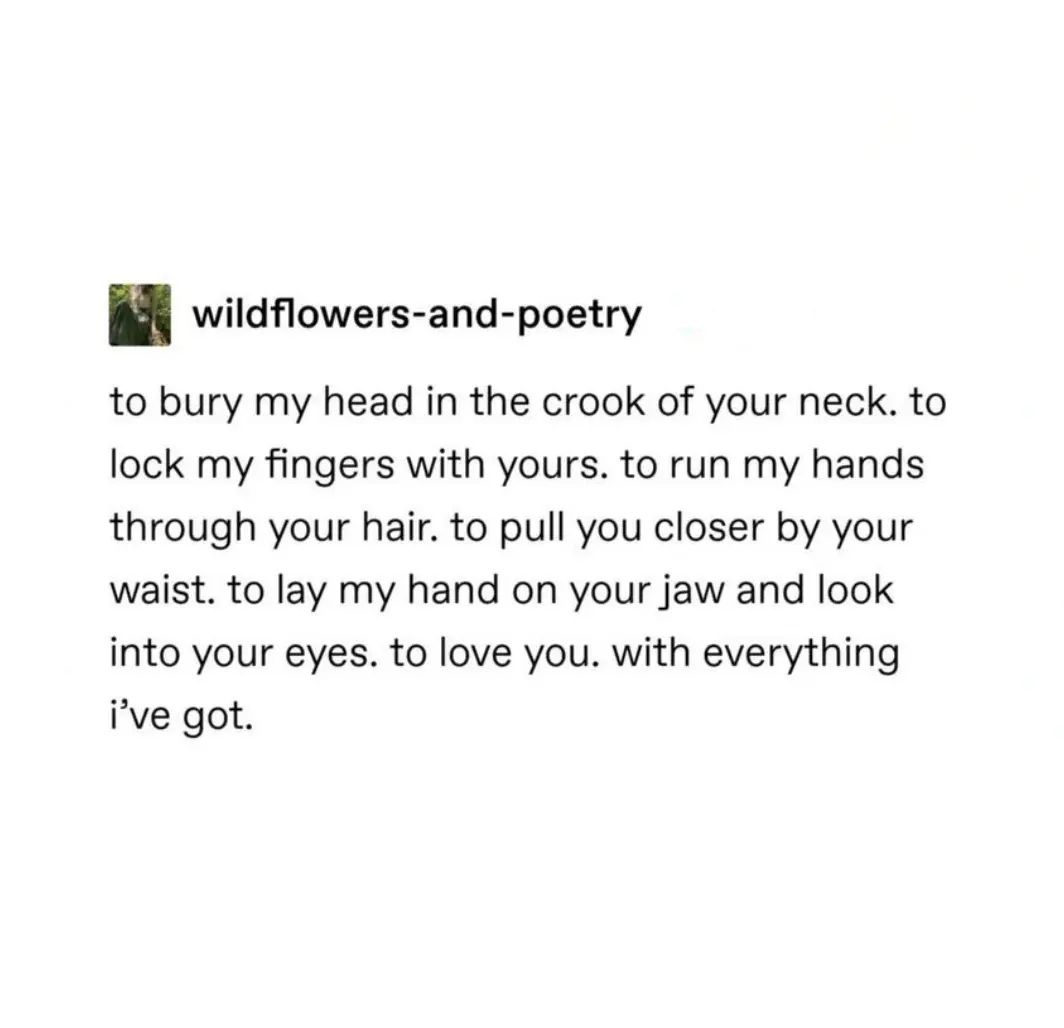 wildflowers-and-poetry
to bury my head in the crook of your neck. to
lock my fingers with yours. to run my hands
through your hair. to pull you closer by your
waist. to lay my hand on your jaw and look
into your eyes. to love you. with everything
i’ve got.